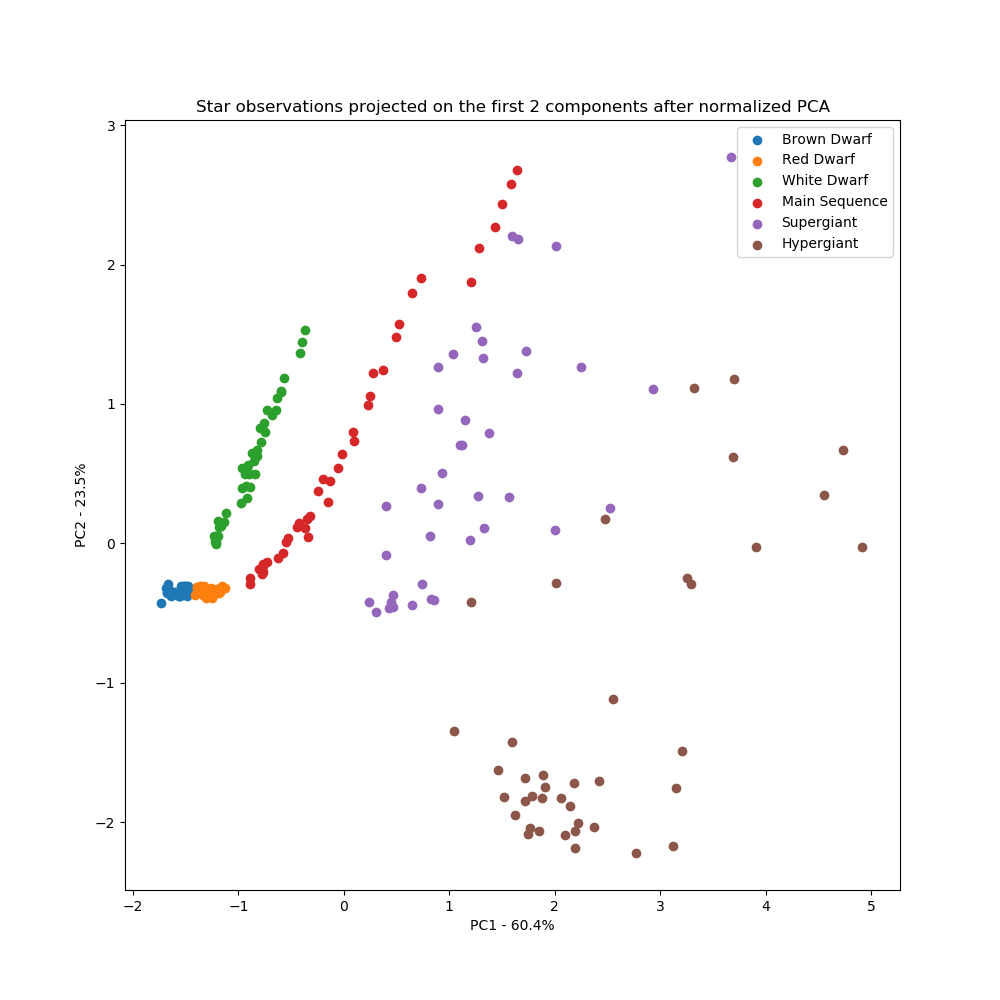 Star observations projected on the first 2 components after normalized PCA
3
2
1
0
−1
−2
PC2 - 23.5%
Brown Dwarf
Red Dwarf
White Dwarf
Main Sequence
Supergiant
Hypergiant
−2 −1 0 1 2 3 4 5
PC1 - 60.4%